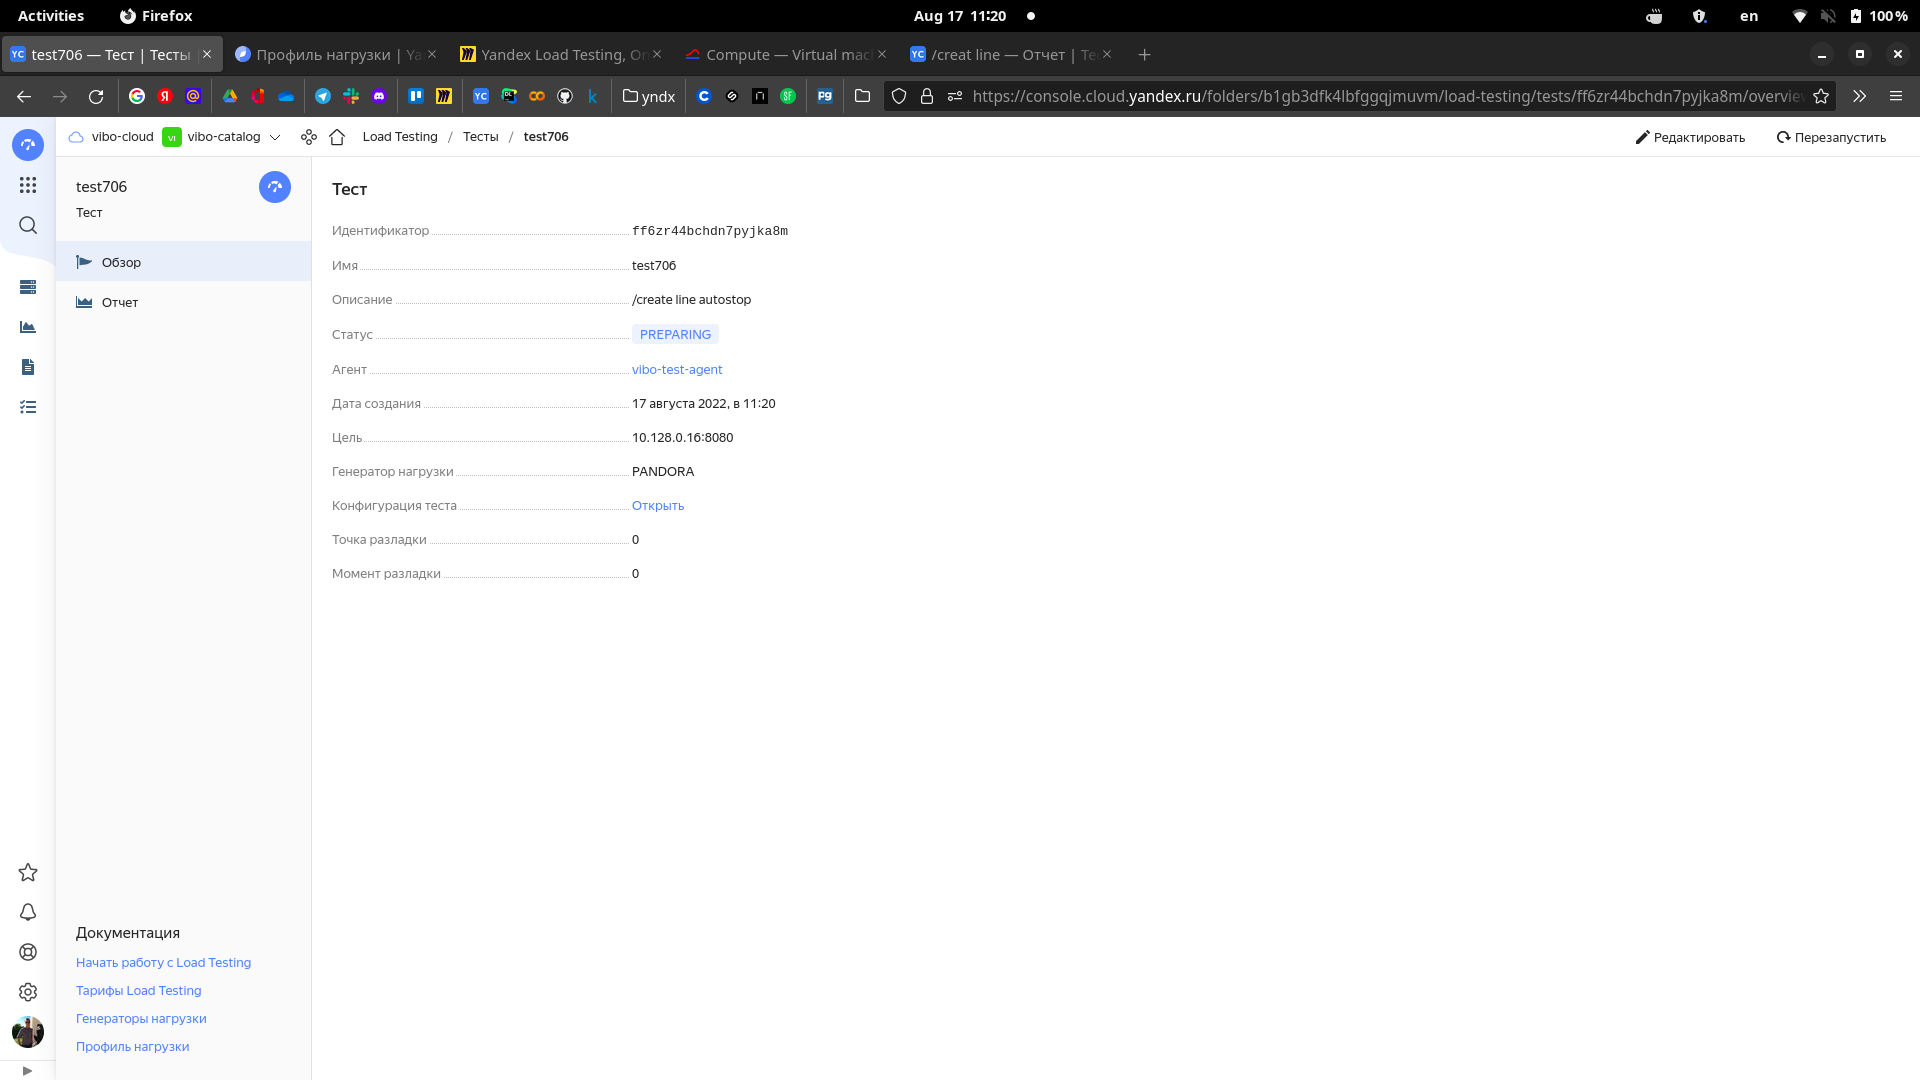 Activities Firefox Aug 17 11:20 en 100 %
test706 — Тест | Тесты Профиль нагрузки | Ya Yandex Load Testing, On Compute — Virtual mac /creat line — Отчет | Те
yndx https://console.cloud.yandex.ru/folders/b1gb3dfk4lbfggqjmuvm/load-testing/tests/ff6zr44bchdn7pyjka8m/overvie
vibo-cloud vibo-catalog Load Testing / Тесты / test706 Редактировать Перезапустить
test706
Тест
Обзор
Отчет
Тест
Идентификатор ff6zr44bchdn7pyjka8m
Имя test706
Описание /create line autostop
Статус PREPARING
Агент vibo-test-agent
Дата создания 17 августа 2022, в 11:20
Цель 10.128.0.16:8080
Генератор нагрузки PANDORA
Конфигурация теста Открыть
Точка разладки 0
Момент разладки 0
Документация
Начать работу с Load Testing
Тарифы Load Testing
Генераторы нагрузки
Профиль нагрузки